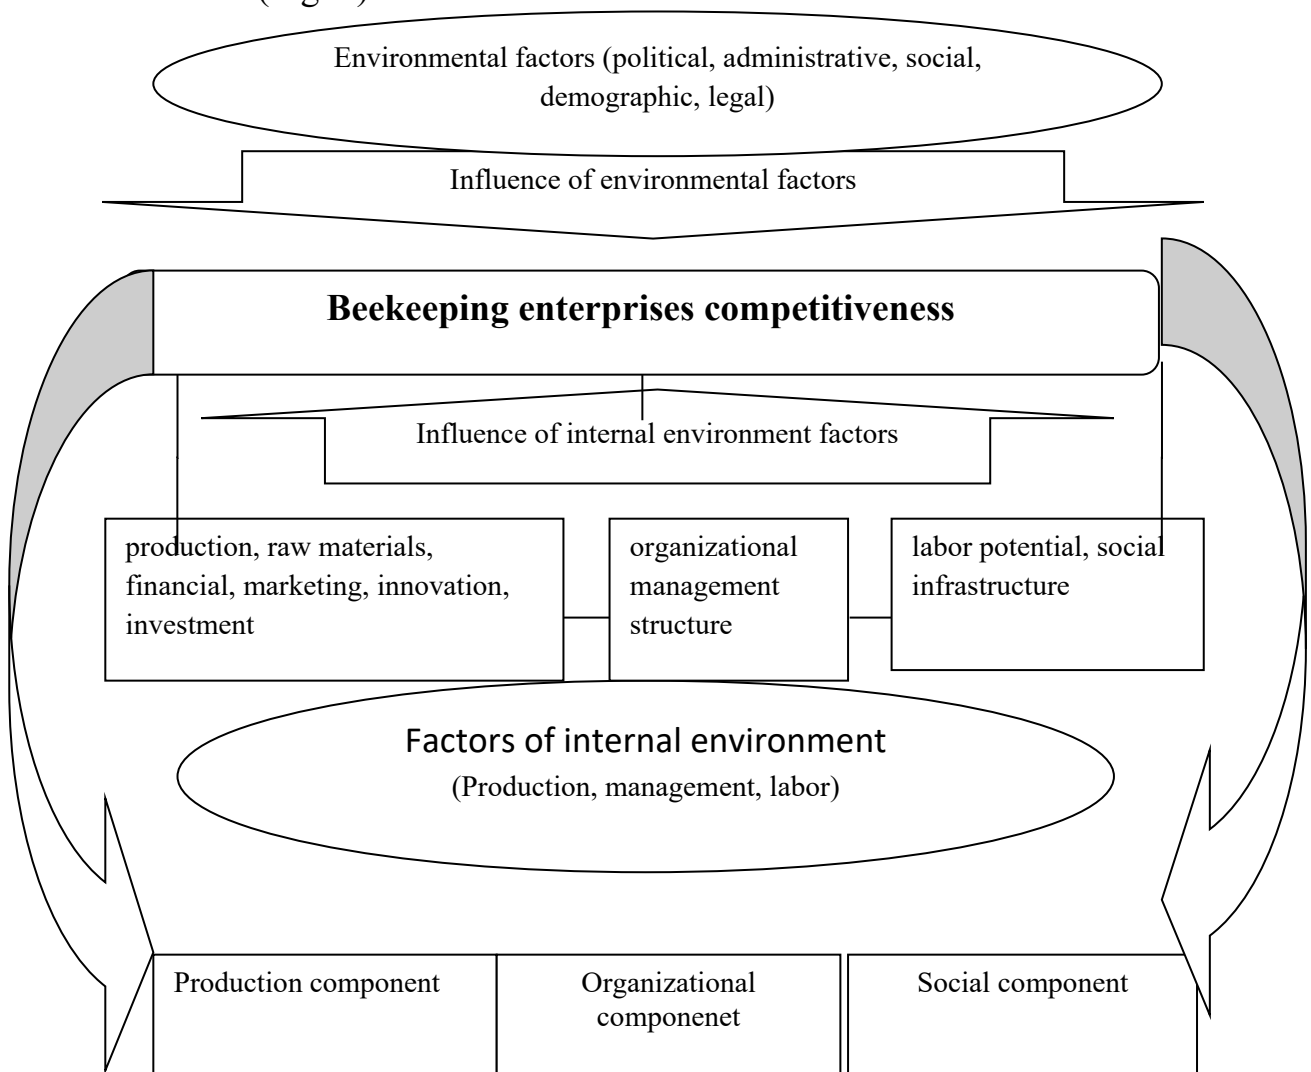 Environmental factors (political, administrative, social,
demographic, legal)
Influence of environmental factors
Beekeeping enterprises competitiveness
Influence of internal environment factors
production, raw materials,
financial, marketing, innovation,
investment
organizational
management
structure
labor potential, social
infrastructure
Factors of internal environment
(Production, management, labor)
Production component
Organizational
componenet
Social component